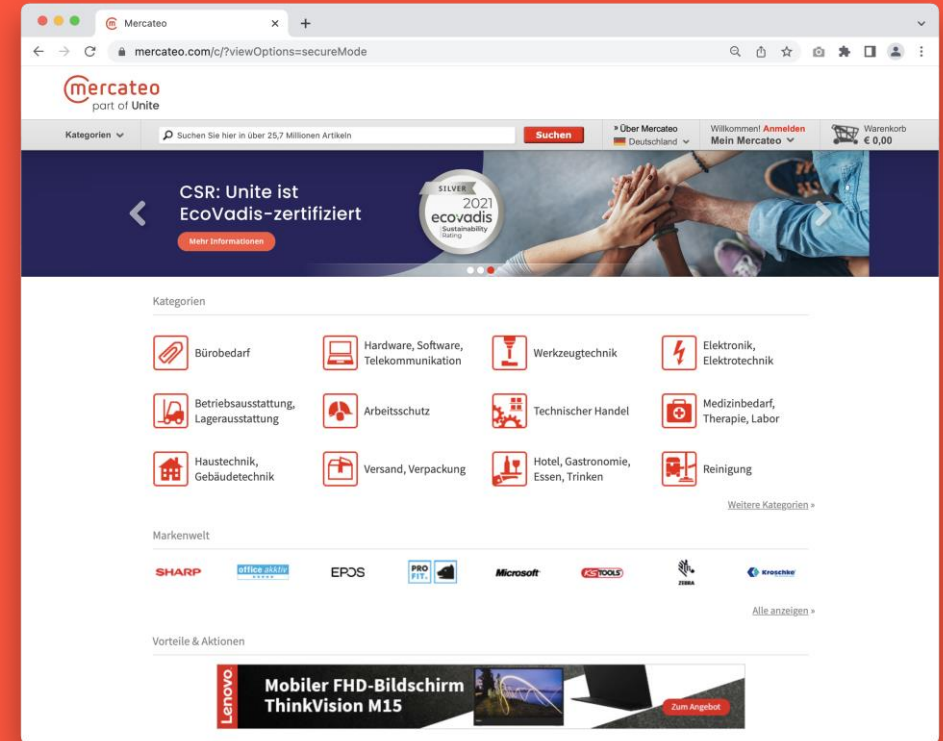 Mercateo
mercateo.com/c/?viewOptions=secureMode
mercateo
part of Unite
Kategorien
Suchen Sie hier in über 25,7 Millionen Artikeln
Suchen
» Über Mercateo
Deutschland
Willkommen! Anmelden
Mein Mercateo
Warenkorb
€ 0,00
CSR: Unite ist
EcoVadis-zertifiziert
Mehr Informationen
SILVER
2021
ecovadis
Sustainability
Rating
Kategorien
Bürobedarf
Hardware, Software,
Telekommunikation
Werkzeugtechnik
Elektronik,
Elektrotechnik
Betriebsausstattung,
Lagerausstattung
Arbeitsschutz
Technischer Handel
Medizinbedarf,
Therapie, Labor
Haustechnik,
Gebäudetechnik
Versand, Verpackung
Hotel, Gastronomie,
Essen, Trinken
Reinigung
Weitere Kategorien »
Markenwelt
SHARP
office akktiv
EPOS
PRO
FIT.
Microsoft
KS TOOLS
ZEBRA
Kroschke
Alle anzeigen »
Vorteile & Aktionen
Lenovo
Mobiler FHD-Bildschirm
ThinkVision M15
Zum Angebot